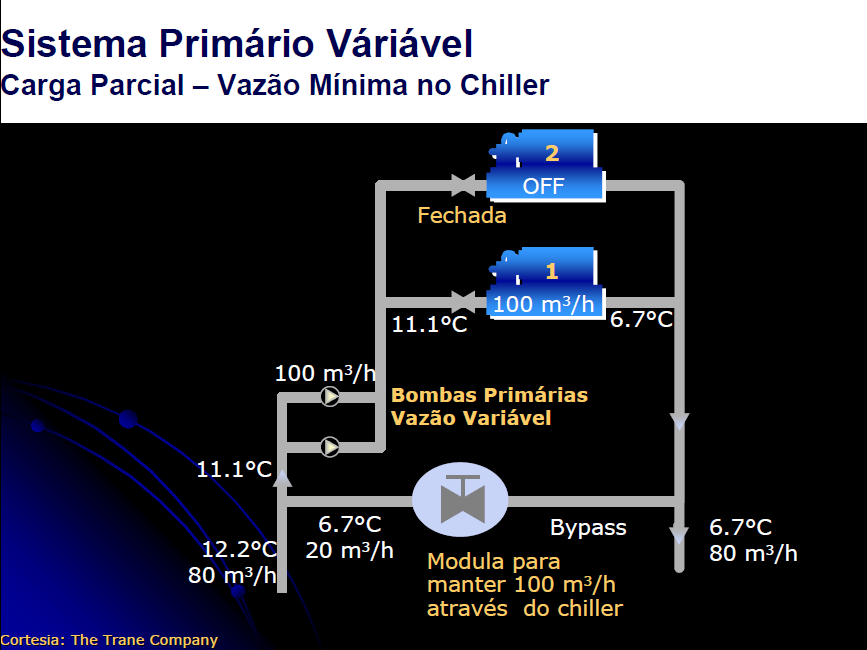 Sistema Primário Váriável
Carga Parcial – Vazão Mínima no Chiller
2
OFF
Fechada
1
100 m³/h
11.1°C
6.7°C
100 m³/h
Bombas Primárias
Vazão Variável
11.1°C
6.7°C
20 m³/h
Bypass
6.7°C
80 m³/h
12.2°C
80 m³/h
Modula para
manter 100 m³/h
através do chiller
Cortesia: The Trane Company